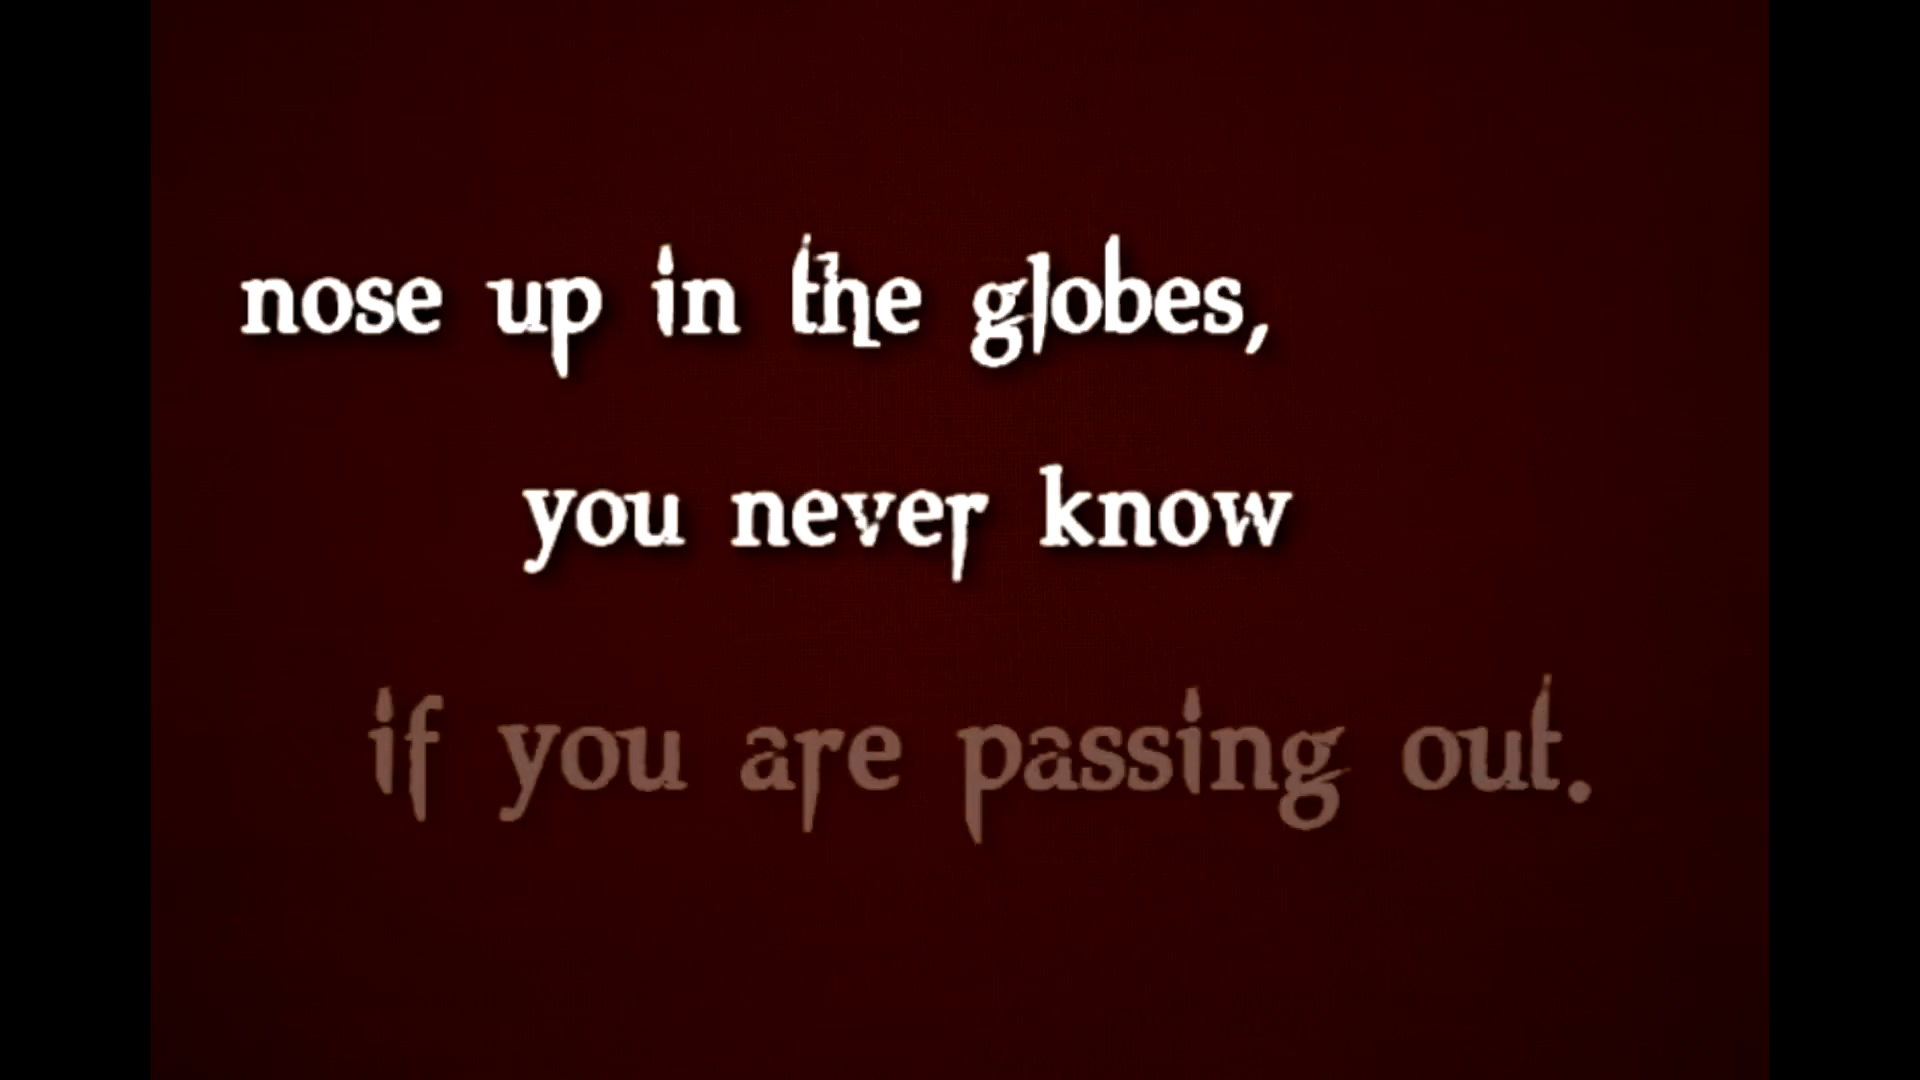 nose up in the globes,
you never know
if you are passing out.